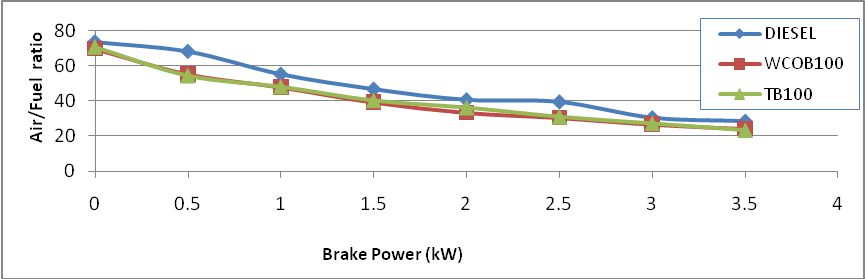 80
60
40
20
0
Air/Fuel ratio
0 0.5 1 1.5 2 2.5 3 3.5 4
Brake Power (kW)
DIESEL
WCOB100
TB100